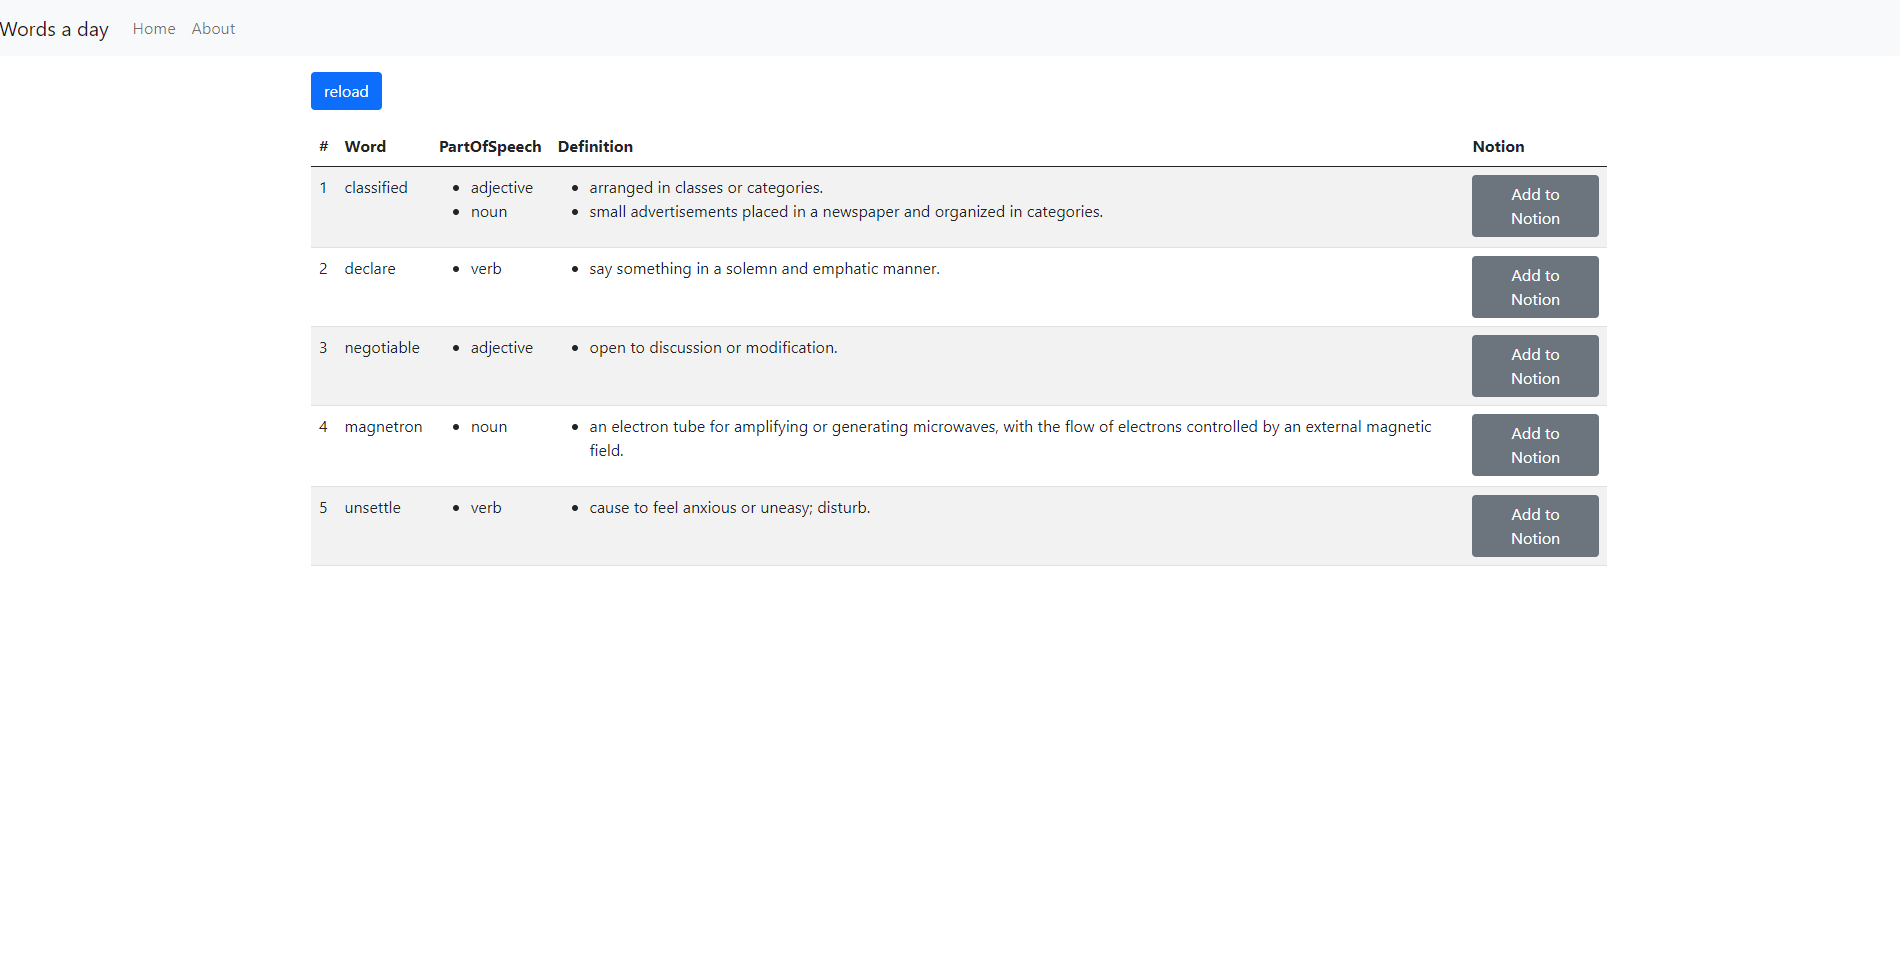 Words a day Home About
reload
# Word PartOfSpeech Definition Notion
1 classified • adjective • arranged in classes or categories. Add to
• noun • small advertisements placed in a newspaper and organized in categories. Notion
2 declare • verb • say something in a solemn and emphatic manner. Add to
Notion
3 negotiable • adjective • open to discussion or modification. Add to
Notion
4 magnetron • noun • an electron tube for amplifying or generating microwaves, with the flow of electrons controlled by an external magnetic Add to
field. Notion
5 unsettle • verb • cause to feel anxious or uneasy; disturb. Add to
Notion